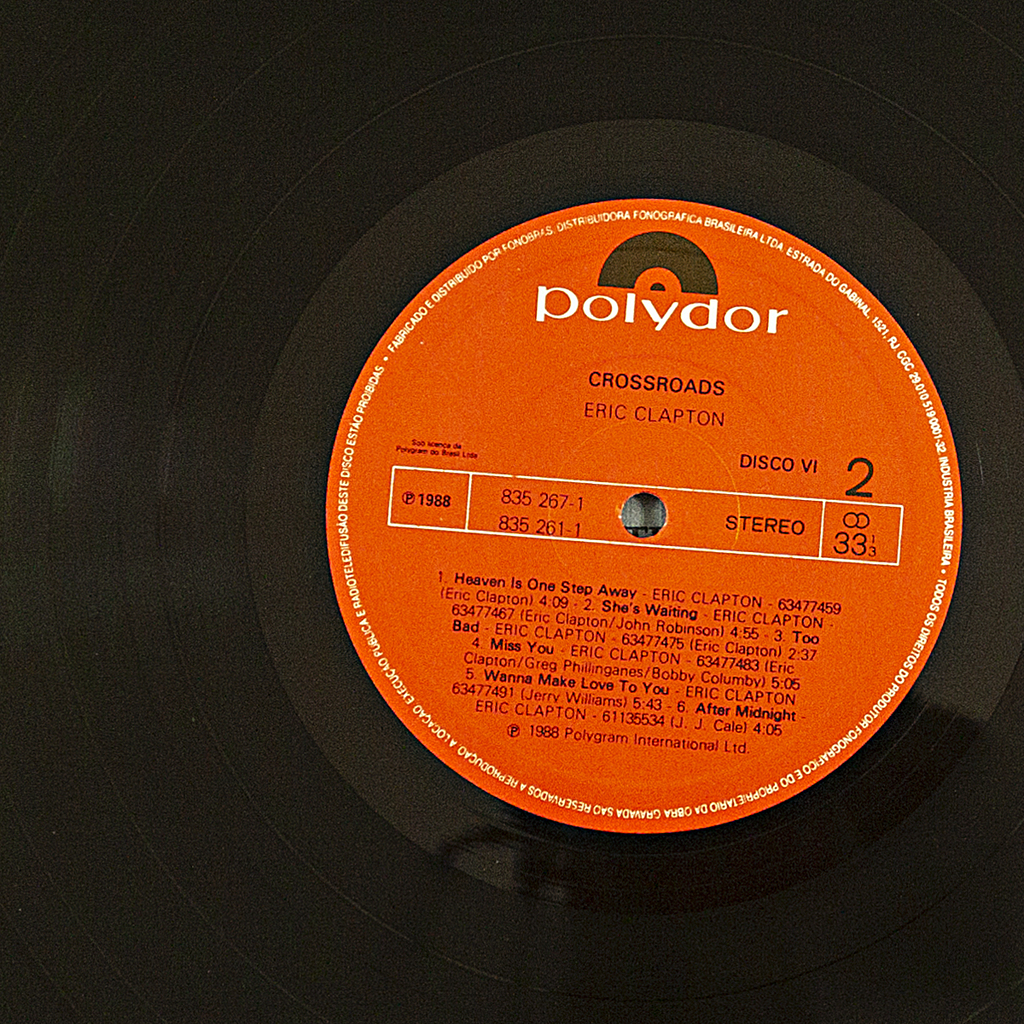 • FABRICADO E DISTRIBUIDO POR FONOBRAS, DISTRIBUIDORA FONOGRAFICA BRASILEIRA LTDA. ESTRADA DO GABINAL, 1521, RJ, CGC 29.010.519 0001-32 INDUSTRIA BRASILEIRA • TODOS OS DIREITOS DO PRODUTOR FONOGRAFICO E DO PROPRIETARIO DA OBRA GRAVADA SAO RESERVADOS A REPRODUÇÃO A LOCAÇÃO EXECUÇÃO PUBLICA E RADIOTELEDIFUSÃO DESTE DISCO ESTÃO PROIBIDAS
polydor
CROSSROADS
ERIC CLAPTON
Sob licenca da
Polygram do Brasil Ltda
DISCO VI 2
℗ 1988
835 267-1
835 261-1
STEREO
33 1/3
1. Heaven Is One Step Away - ERIC CLAPTON - 63477459
(Eric Clapton) 4:09 - 2. She's Waiting - ERIC CLAPTON -
63477467 (Eric Clapton/John Robinson) 4:55 - 3. Too
Bad - ERIC CLAPTON - 63477475 (Eric Clapton) 2:37
4. Miss You - ERIC CLAPTON - 63477483 (Eric
Clapton/Greg Phillinganes/Bobby Columby) 5:05
5. Wanna Make Love To You - ERIC CLAPTON
63477491 (Jerry Williams) 5:43 - 6. After Midnight -
ERIC CLAPTON - 61135534 (J. J. Cale) 4:05
℗ 1988 Polygram International Ltd.